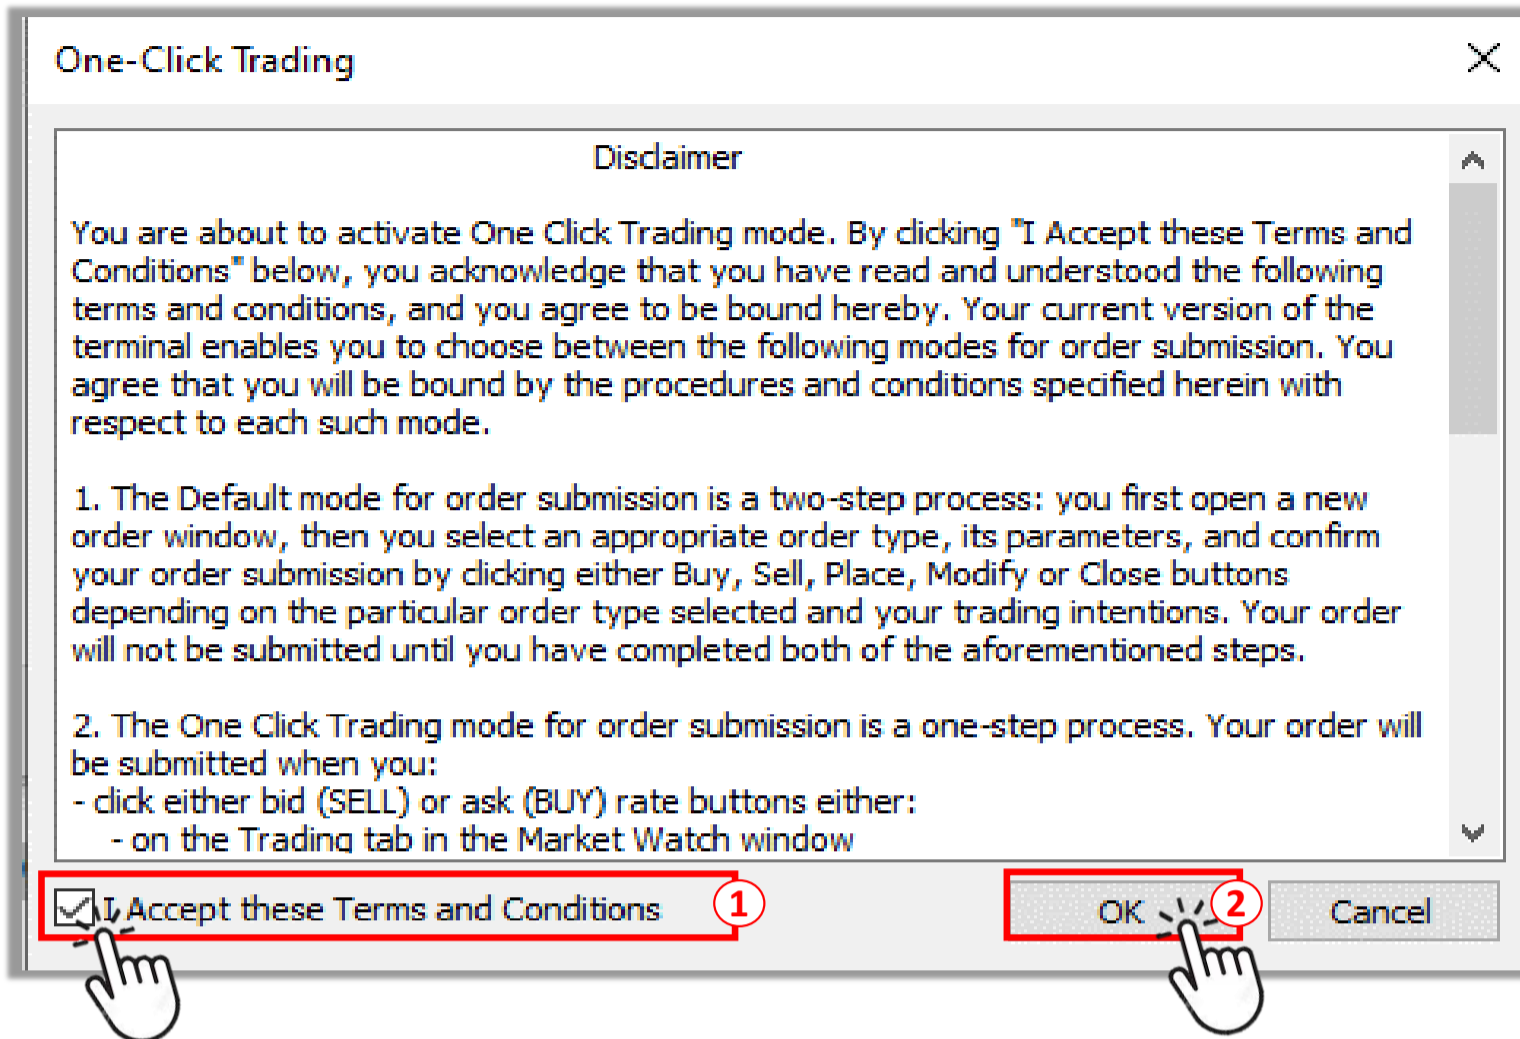 One-Click Trading
Disclaimer
You are about to activate One Click Trading mode. By clicking "I Accept these Terms and
Conditions" below, you acknowledge that you have read and understood the following
terms and conditions, and you agree to be bound hereby. Your current version of the
terminal enables you to choose between the following modes for order submission. You
agree that you will be bound by the procedures and conditions specified herein with
respect to each such mode.
1. The Default mode for order submission is a two-step process: you first open a new
order window, then you select an appropriate order type, its parameters, and confirm
your order submission by clicking either Buy, Sell, Place, Modify or Close buttons
depending on the particular order type selected and your trading intentions. Your order
will not be submitted until you have completed both of the aforementioned steps.
2. The One Click Trading mode for order submission is a one-step process. Your order will
be submitted when you:
- click either bid (SELL) or ask (BUY) rate buttons either:
- on the Trading tab in the Market Watch window
I Accept these Terms and Conditions 1 OK 2 Cancel